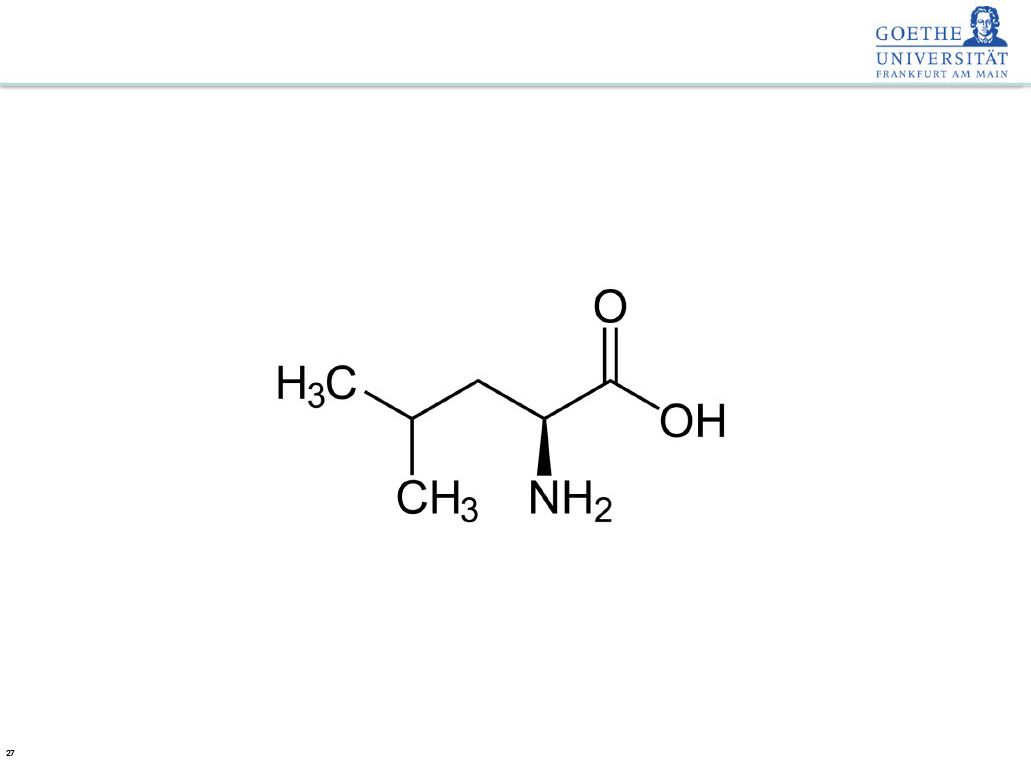 GOETHE
UNIVERSITÄT
FRANKFURT AM MAIN
O
H₃C
OH
CH₃ NH₂
27